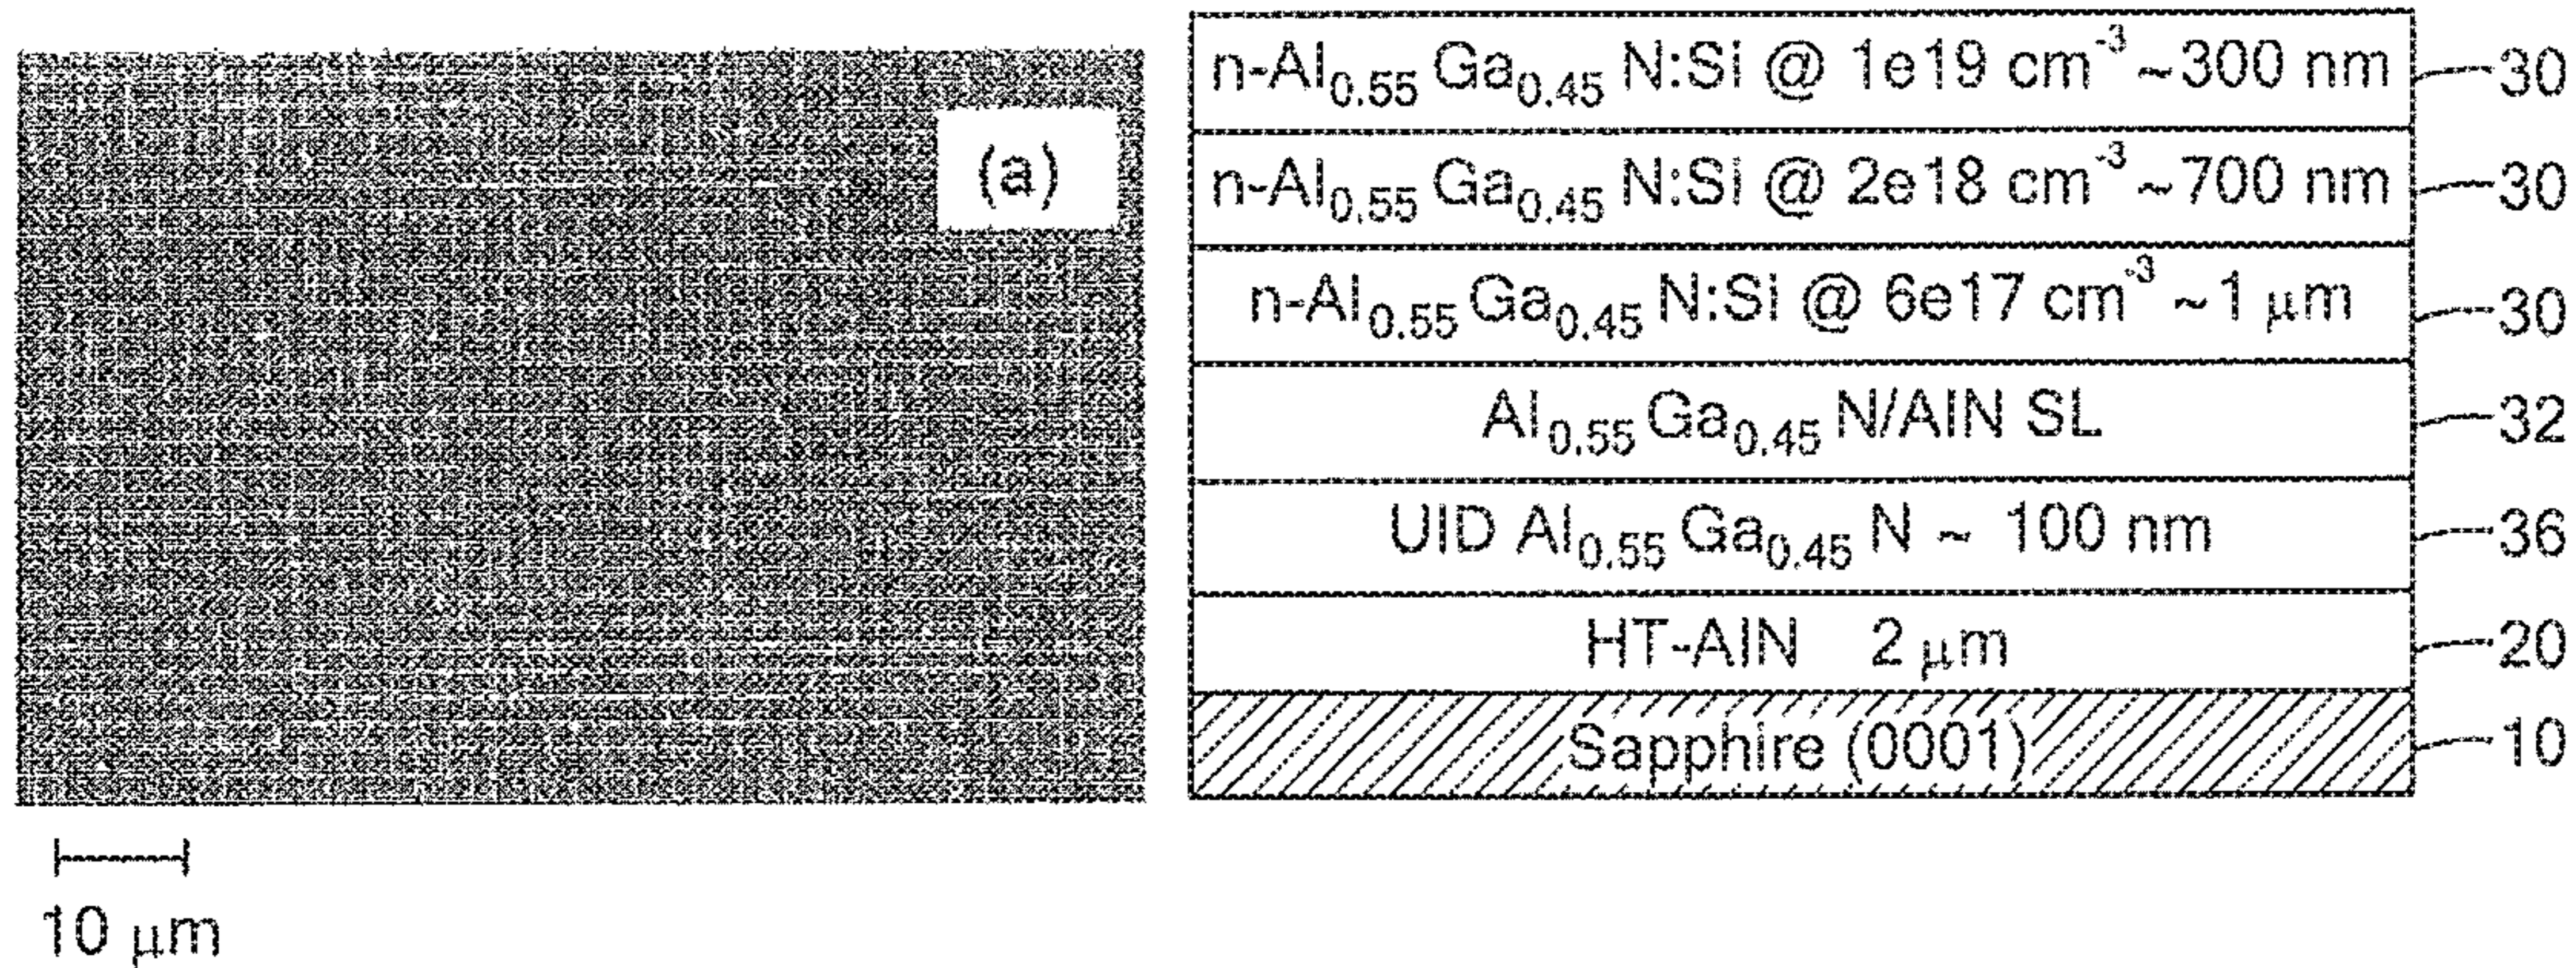 (a)
10 μm
n-Al0.55 Ga0.45 N:Si @ 1e19 cm-3 ~300 nm 30
n-Al0.55 Ga0.45 N:Si @ 2e18 cm-3 ~700 nm 30
n-Al0.55 Ga0.45 N:Si @ 6e17 cm-3 ~1 μm 30
Al0.55 Ga0.45 N/AlN SL 32
UID Al0.55 Ga0.45 N ~ 100 nm 36
HT-AlN 2 μm 20
Sapphire (0001) 10